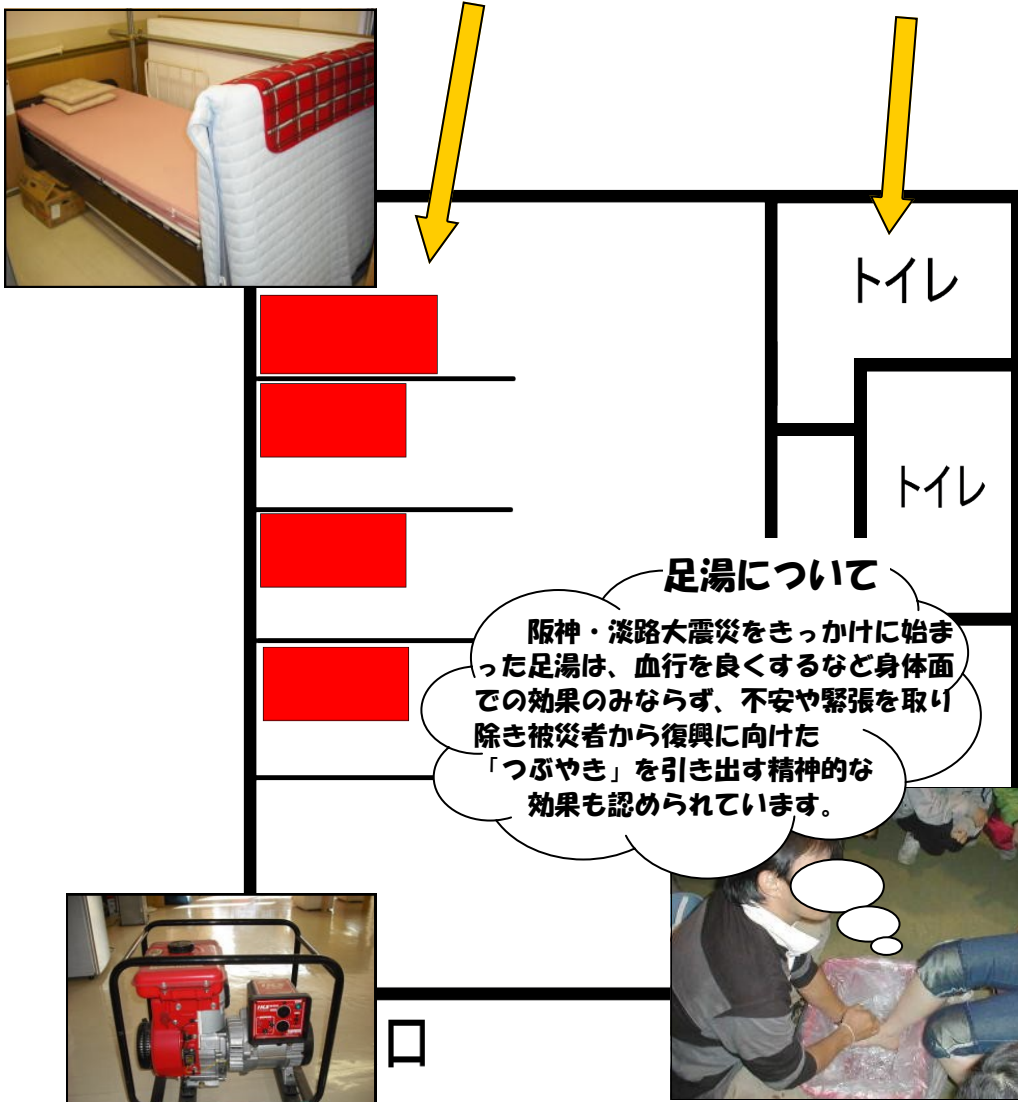 トイレ
トイレ
足湯について
阪神・淡路大震災をきっかけに始ま
った足湯は、血行を良くするなど身体面
での効果のみならず、不安や緊張を取り
除き被災者から復興に向けた
「つぶやき」を引き出す精神的な
効果も認められています。
口